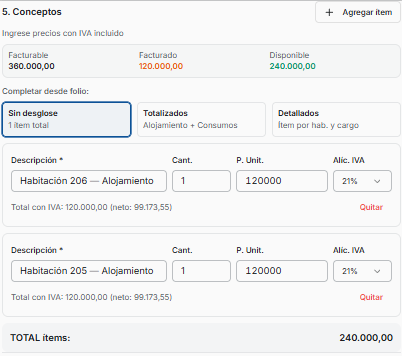 5. Conceptos
+ Agregar ítem
Ingrese precios con IVA incluido
Facturable Facturado Disponible
360.000,00 120.000,00 240.000,00
Completar desde folio:
Sin desglose Totalizados Detallados
1 ítem total Alojamiento + Consumos Ítem por hab. y cargo
Descripción * Cant. P. Unit. Alíc. IVA
Habitación 206 — Alojamiento 1 120000 21%
Total con IVA: 120.000,00 (neto: 99.173,55) Quitar
Descripción * Cant. P. Unit. Alíc. IVA
Habitación 205 — Alojamiento 1 120000 21%
Total con IVA: 120.000,00 (neto: 99.173,55) Quitar
TOTAL ítems: 240.000,00